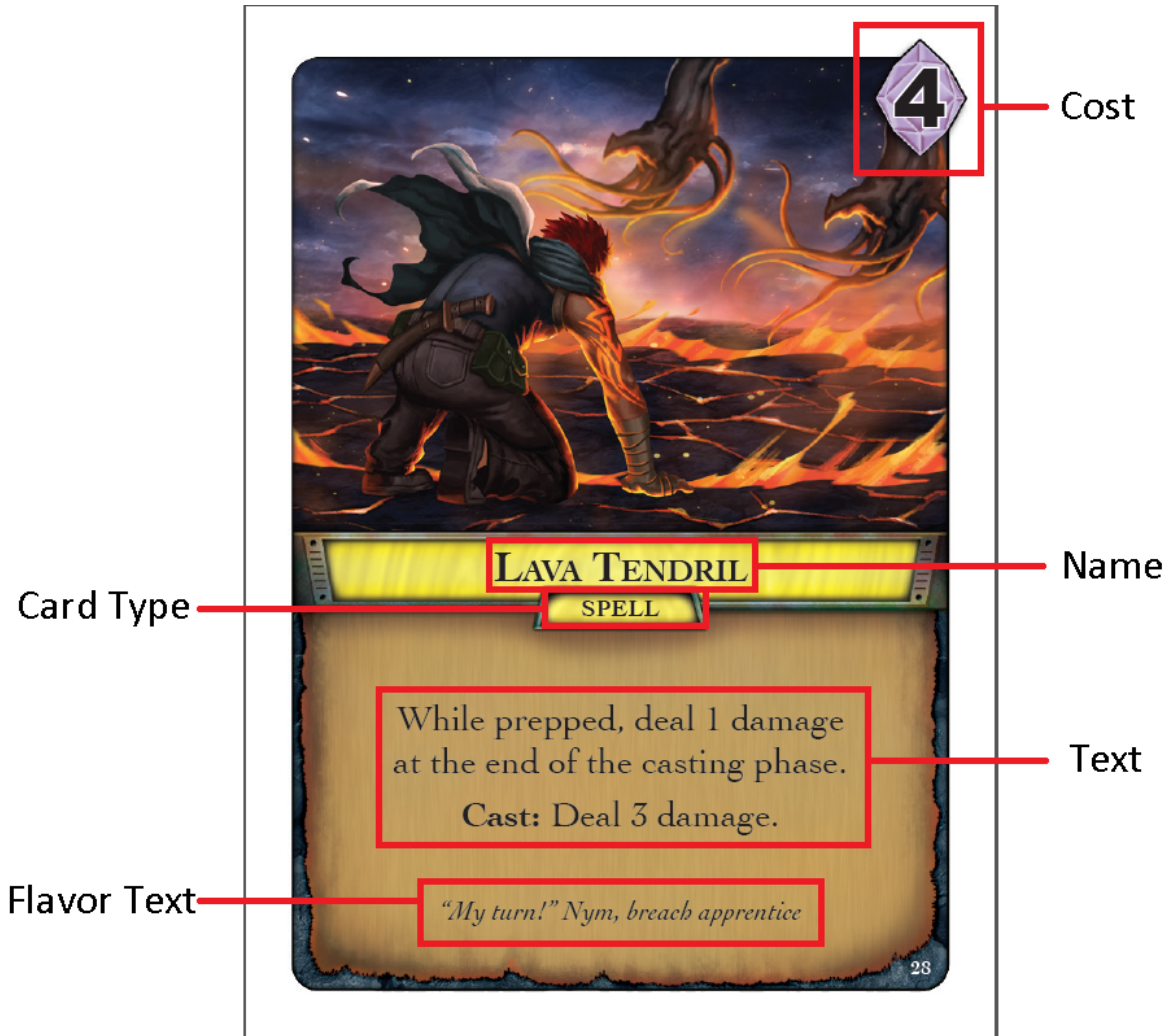 4
Cost
LAVA TENDRIL
Name
Card Type
SPELL
While prepped, deal 1 damage
at the end of the casting phase.
Cast: Deal 3 damage.
Text
Flavor Text
“My turn!” Nym, breach apprentice
28